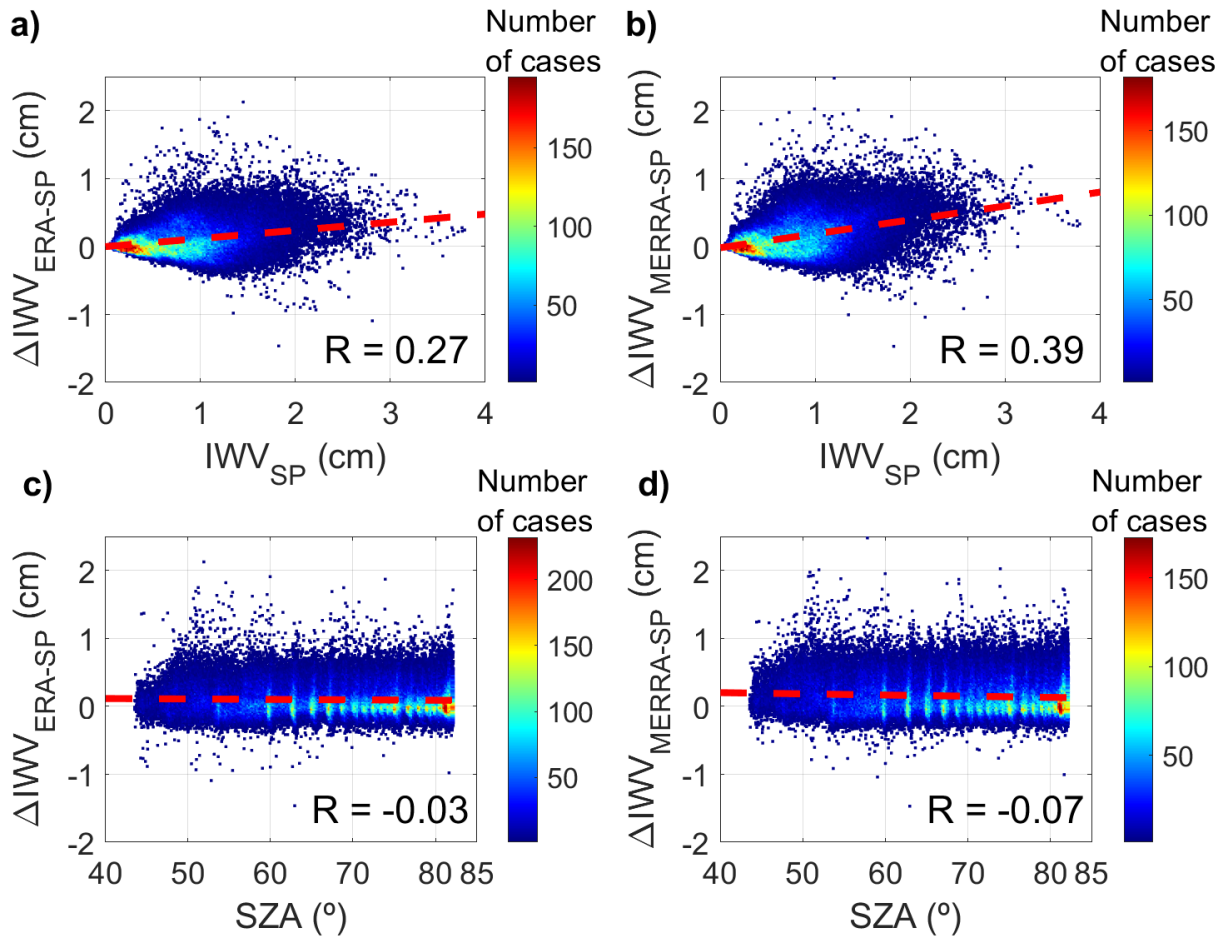 a)
Number
of cases
ΔIWV_ERA-SP (cm)
2
1
0
-1
-2
0
1
2
3
4
IWV_SP (cm)
R = 0.27
150
100
50
b)
Number
of cases
ΔIWV_MERRA-SP (cm)
2
1
0
-1
-2
0
1
2
3
4
IWV_SP (cm)
R = 0.39
150
100
50
c)
Number
of cases
ΔIWV_ERA-SP (cm)
2
1
0
-1
-2
40
50
60
70
80
85
SZA (º)
R = -0.03
200
150
100
50
d)
Number
of cases
ΔIWV_MERRA-SP (cm)
2
1
0
-1
-2
40
50
60
70
80
85
SZA (º)
R = -0.07
150
100
50